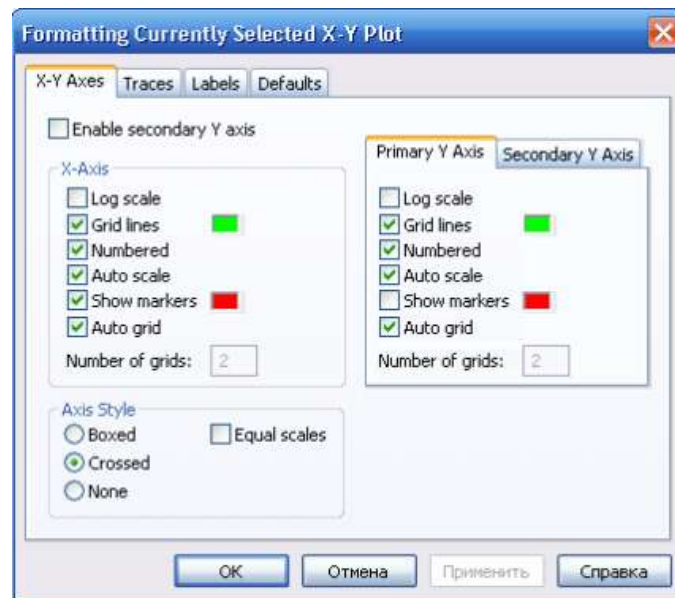 Formatting Currently Selected X-Y Plot
X-Y Axes
Traces
Labels
Defaults
Enable secondary Y axis
X-Axis
Log scale
Grid lines
Numbered
Auto scale
Show markers
Auto grid
Number of grids: 2
Primary Y Axis
Secondary Y Axis
Log scale
Grid lines
Numbered
Auto scale
Show markers
Auto grid
Number of grids: 2
Axis Style
Boxed
Equal scales
Crossed
None
OK
Отмена
Применить
Справка